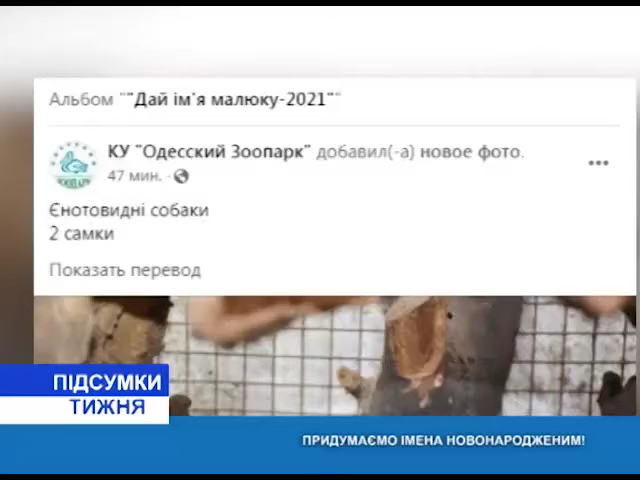 Альбом ""Дай ім'я малюку-2021""
КУ "Одесский Зоопарк" добавил(-а) новое фото.
47 мин. ·
Єнотовидні собаки
2 самки
Показать перевод
ПІДСУМКИ
ТИЖНЯ
ПРИДУМАЄМО ІМЕНА НОВОНАРОДЖЕНИМ!